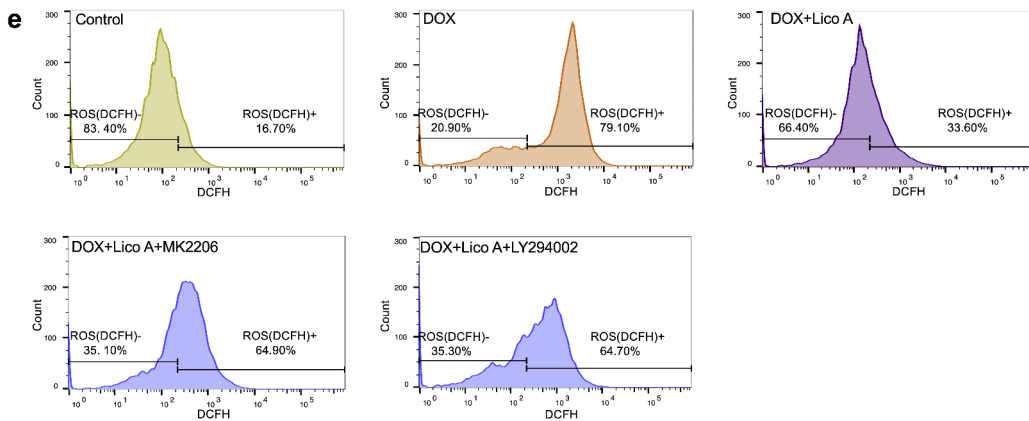 e
Control
300
200
100
0
Count
ROS(DCFH)-
83.40%
ROS(DCFH)+
16.70%
10^0 10^1 10^2 10^3 10^4 10^5
DCFH
DOX
300
200
100
0
Count
ROS(DCFH)-
20.90%
ROS(DCFH)+
79.10%
10^0 10^1 10^2 10^3 10^4 10^5
DCFH
DOX+Lico A
300
200
100
0
Count
ROS(DCFH)-
66.40%
ROS(DCFH)+
33.60%
10^0 10^1 10^2 10^3 10^4 10^5
DCFH
DOX+Lico A+MK2206
300
200
100
0
Count
ROS(DCFH)-
35.10%
ROS(DCFH)+
64.90%
10^0 10^1 10^2 10^3 10^4 10^5
DCFH
DOX+Lico A+LY294002
300
200
100
0
Count
ROS(DCFH)-
35.30%
ROS(DCFH)+
64.70%
10^0 10^1 10^2 10^3 10^4 10^5
DCFH